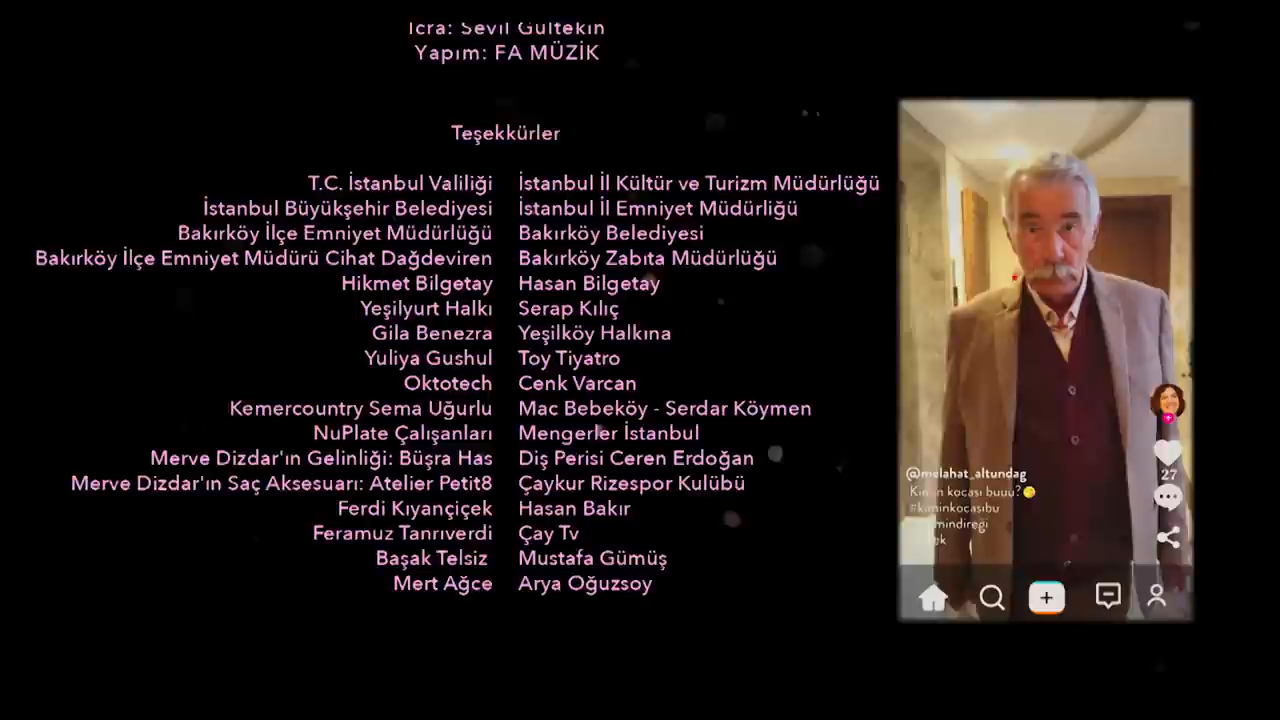 İcra: Sevil Gültekin
Yapım: FA MÜZİK
Teşekkürler
T.C. İstanbul Valiliği İstanbul İl Kültür ve Turizm Müdürlüğü
İstanbul Büyükşehir Belediyesi İstanbul İl Emniyet Müdürliğü
Bakırköy İlçe Emniyet Müdürlüğü Bakırköy Belediyesi
Bakırköy İlçe Emniyet Müdürü Cihat Dağdeviren Bakırköy Zabıta Müdürlüğü
Hikmet Bilgetay Hasan Bilgetay
Yeşilyurt Halkı Serap Kılıç
Gila Benezra Yeşilköy Halkına
Yuliya Gushul Toy Tiyatro
Oktotech Cenk Varcan
Kemercountry Sema Uğurlu Mac Bebeköy - Serdar Köymen
NuPlate Çalışanları Mengerler İstanbul
Merve Dizdar'ın Gelinliği: Büşra Has Diş Perisi Ceren Erdoğan
Merve Dizdar'ın Saç Aksesuarı: Atelier Petit8 Çaykur Rizespor Kulübü
Ferdi Kıyançiçek Hasan Bakır
Feramuz Tanrıverdi Çay Tv
Başak Telsiz Mustafa Gümüş
Mert Ağce Arya Oğuzsoy
27
@melahat_altundag
kocası buuu?